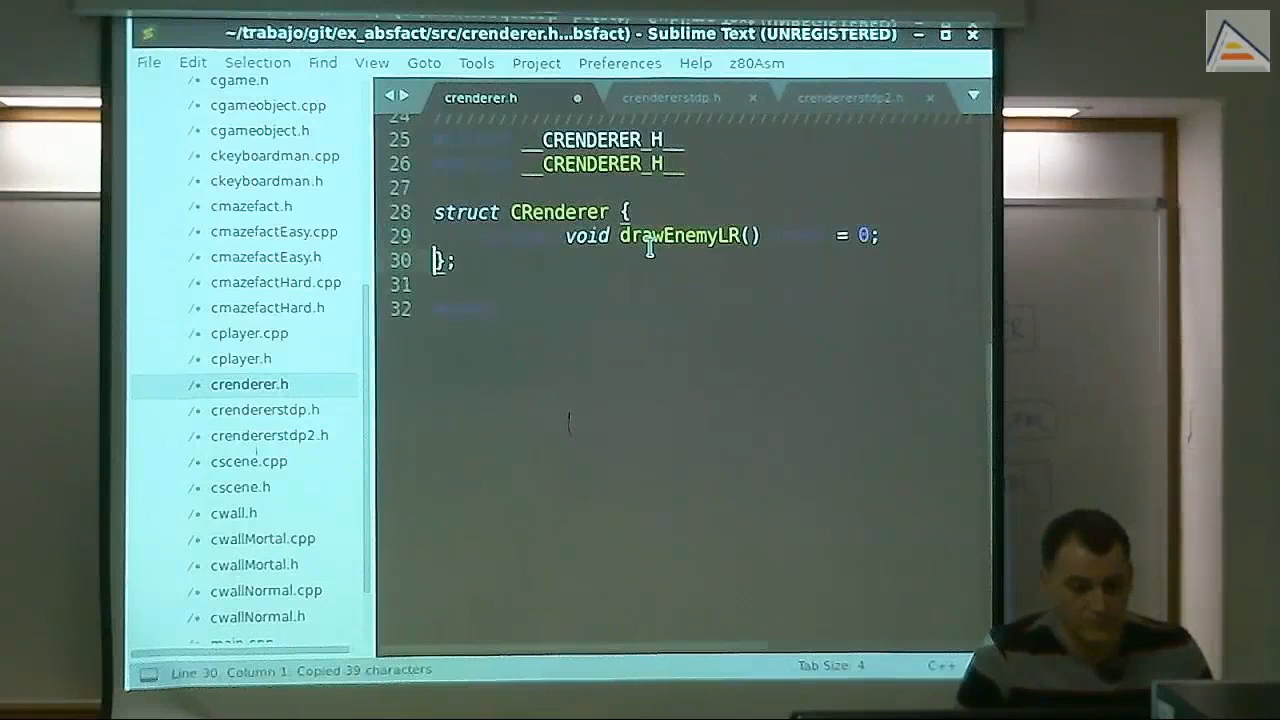 ~/trabajo/git/ex_absfact/src/crenderer.h...bsfact) - Sublime Text (UNREGISTERED)
File Edit Selection Find View Goto Tools Project Preferences Help z80Asm
cgame.h
cgameobject.cpp
cgameobject.h
ckeyboardman.cpp
ckeyboardman.h
cmazefact.h
cmazefactEasy.cpp
cmazefactEasy.h
cmazefactHard.cpp
cmazefactHard.h
cplayer.cpp
cplayer.h
crenderer.h
crendererstdp.h
crendererstdp2.h
cscene.cpp
cscene.h
cwall.h
cwallMortal.cpp
cwallMortal.h
cwallNormal.cpp
cwallNormal.h
main.cpp
crenderer.h crendererstdp.h crendererstdp2.h
24 ////////////////////////////////
25 __CRENDERER_H__
26 __CRENDERER_H__
27
28 struct CRenderer {
29 void drawEnemyLR() = 0;
30 };
31
32
Line 30, Column 1; Copied 39 characters Tab Size: 4 C++